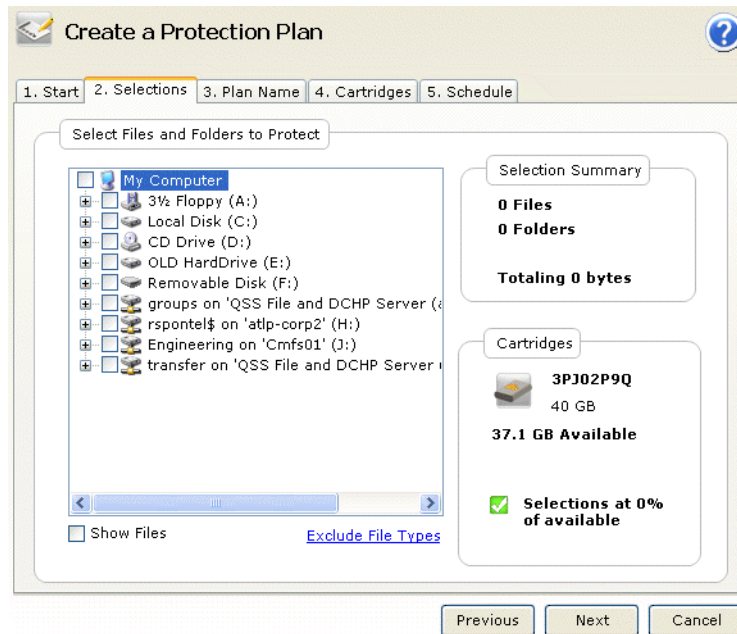 Create a Protection Plan
?
1. Start
2. Selections
3. Plan Name
4. Cartridges
5. Schedule
Select Files and Folders to Protect
My Computer
3½ Floppy (A:)
Local Disk (C:)
CD Drive (D:)
OLD HardDrive (E:)
Removable Disk (F:)
groups on 'QSS File and DCHP Server (
rspontel$ on 'atlp-corp2' (H:)
Engineering on 'Cmfs01' (J:)
transfer on 'QSS File and DCHP Server
Show Files
Exclude File Types
Selection Summary
0 Files
0 Folders
Totaling 0 bytes
Cartridges
3PJ02P9Q
40 GB
37.1 GB Available
Selections at 0%
of available
Previous
Next
Cancel